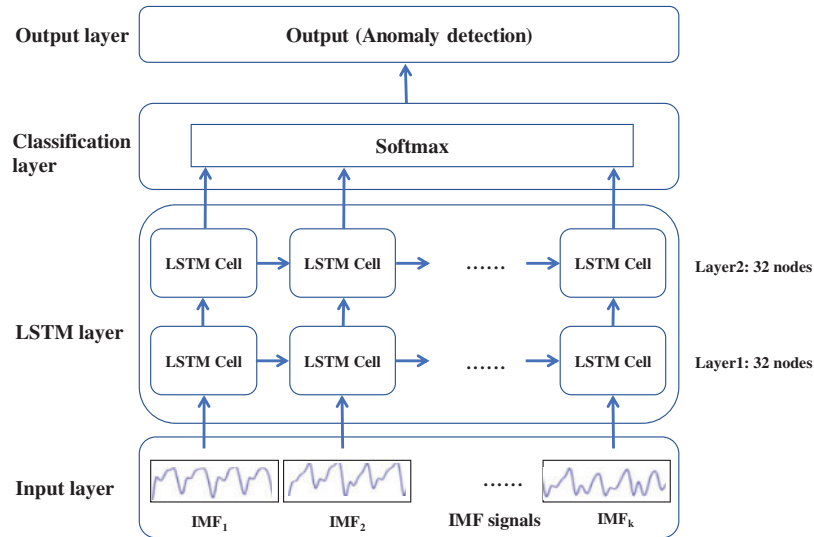 Output layer
Output (Anomaly detection)
Classification
layer
Softmax
LSTM layer
LSTM Cell
LSTM Cell
……
LSTM Cell
Layer2: 32 nodes
LSTM Cell
LSTM Cell
……
LSTM Cell
Layer1: 32 nodes
Input layer
……
IMF₁
IMF₂
IMF signals
IMFₖ